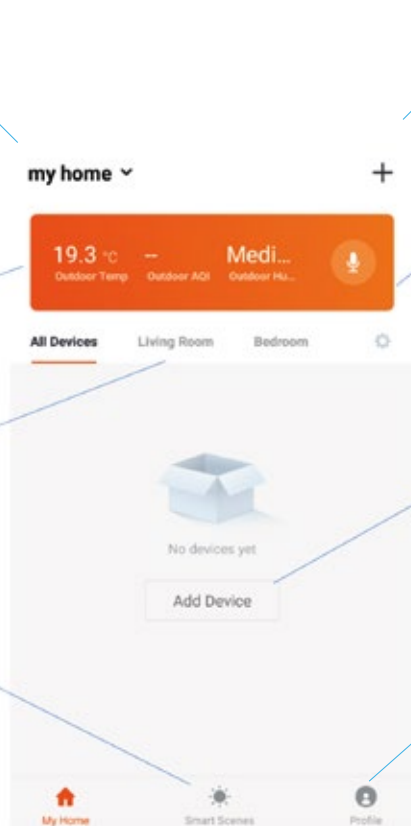 my home
19.3 °C -- Medi...
Outdoor Temp Outdoor AQI Outdoor Hu...
All Devices Living Room Bedroom
No devices yet
Add Device
My Home Smart Scenes Profile